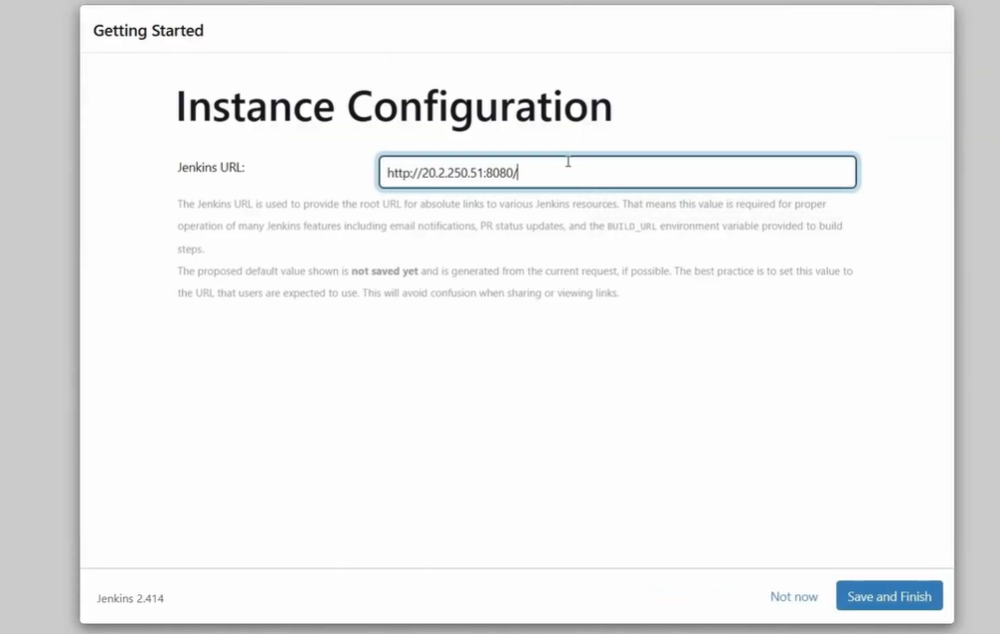 Getting Started
Instance Configuration
Jenkins URL:
http://20.2.250.51:8080/
The Jenkins URL is used to provide the root URL for absolute links to various Jenkins resources. That means this value is required for proper
operation of many Jenkins features including email notifications, PR status updates, and the BUILD_URL environment variable provided to build
steps.
The proposed default value shown is not saved yet and is generated from the current request, if possible. The best practice is to set this value to
the URL that users are expected to use. This will avoid confusion when sharing or viewing links.
Jenkins 2.414
Not now
Save and Finish